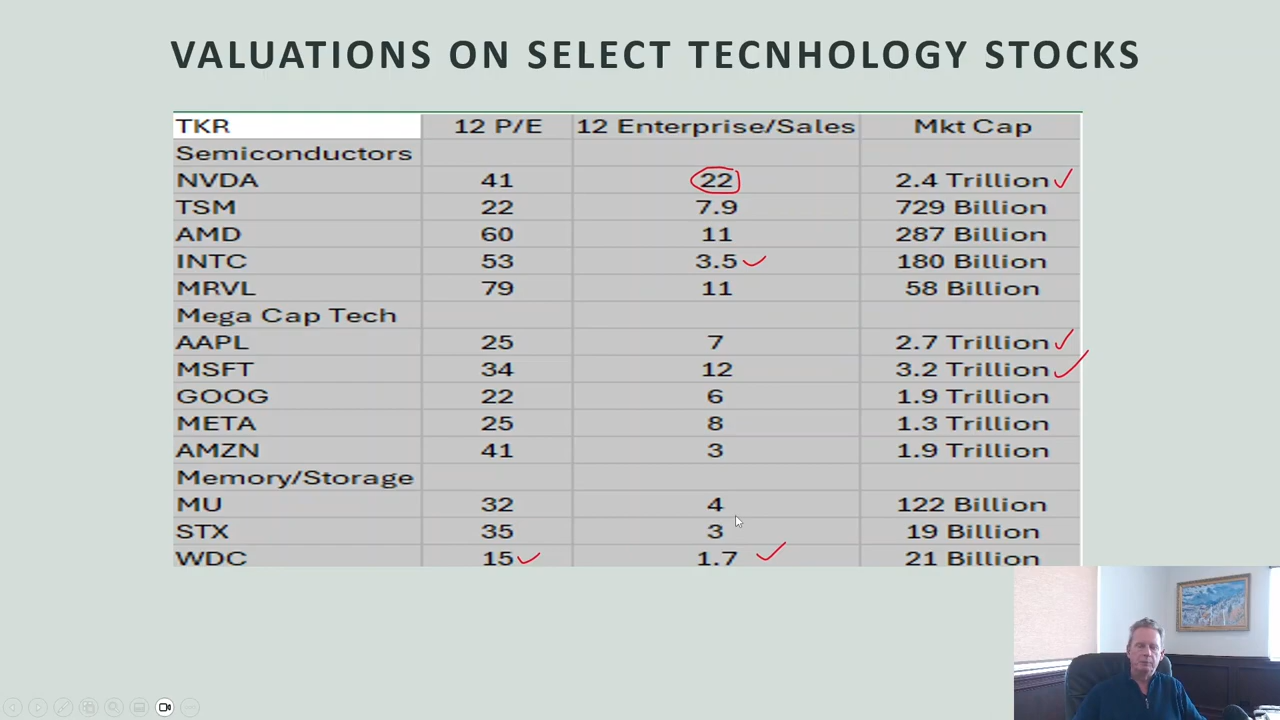 VALUATIONS ON SELECT TECNHOLOGY STOCKS
TKR 12 P/E 12 Enterprise/Sales Mkt Cap
Semiconductors
NVDA 41 22 2.4 Trillion
TSM 22 7.9 729 Billion
AMD 60 11 287 Billion
INTC 53 3.5 180 Billion
MRVL 79 11 58 Billion
Mega Cap Tech
AAPL 25 7 2.7 Trillion
MSFT 34 12 3.2 Trillion
GOOG 22 6 1.9 Trillion
META 25 8 1.3 Trillion
AMZN 41 3 1.9 Trillion
Memory/Storage
MU 32 4 122 Billion
STX 35 3 19 Billion
WDC 15 1.7 21 Billion